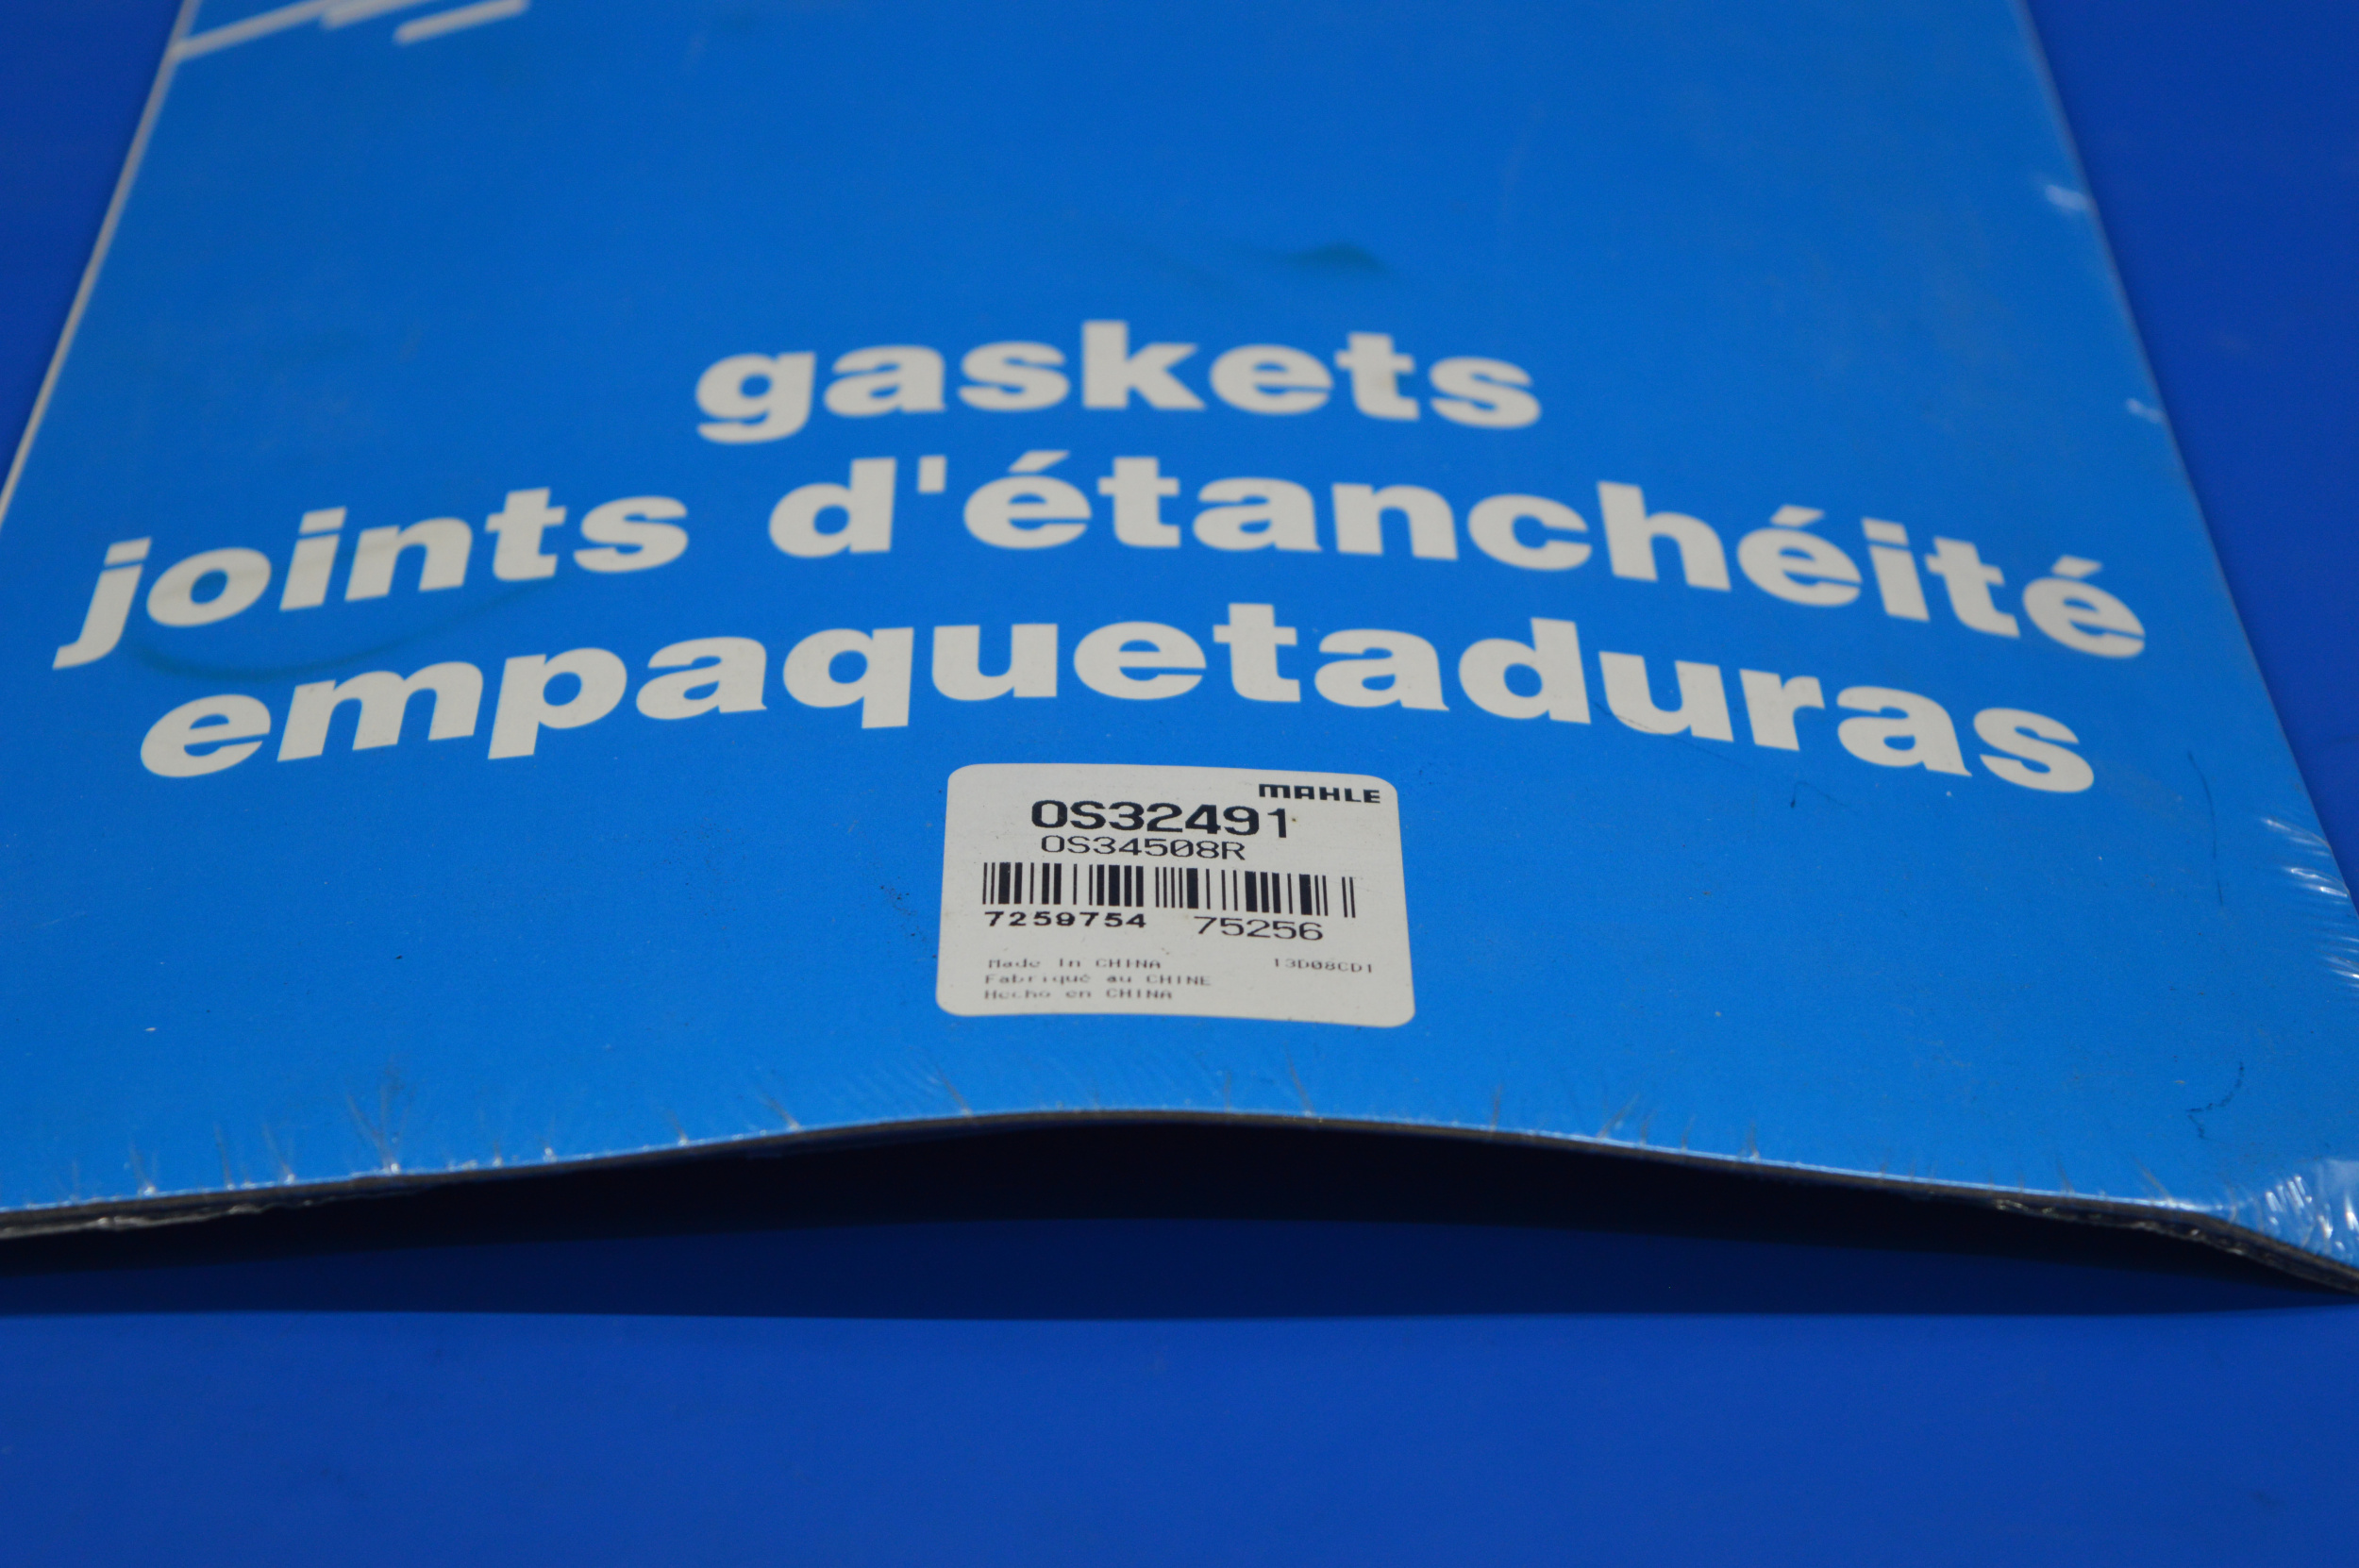 gaskets
joints d'étanchéité
empaquetaduras
MAHLE
OS32491
OS34508R
7259754 75256
Made in CHINA 13D08CD1
Fabriqué au CHINE
Hecho en CHINA